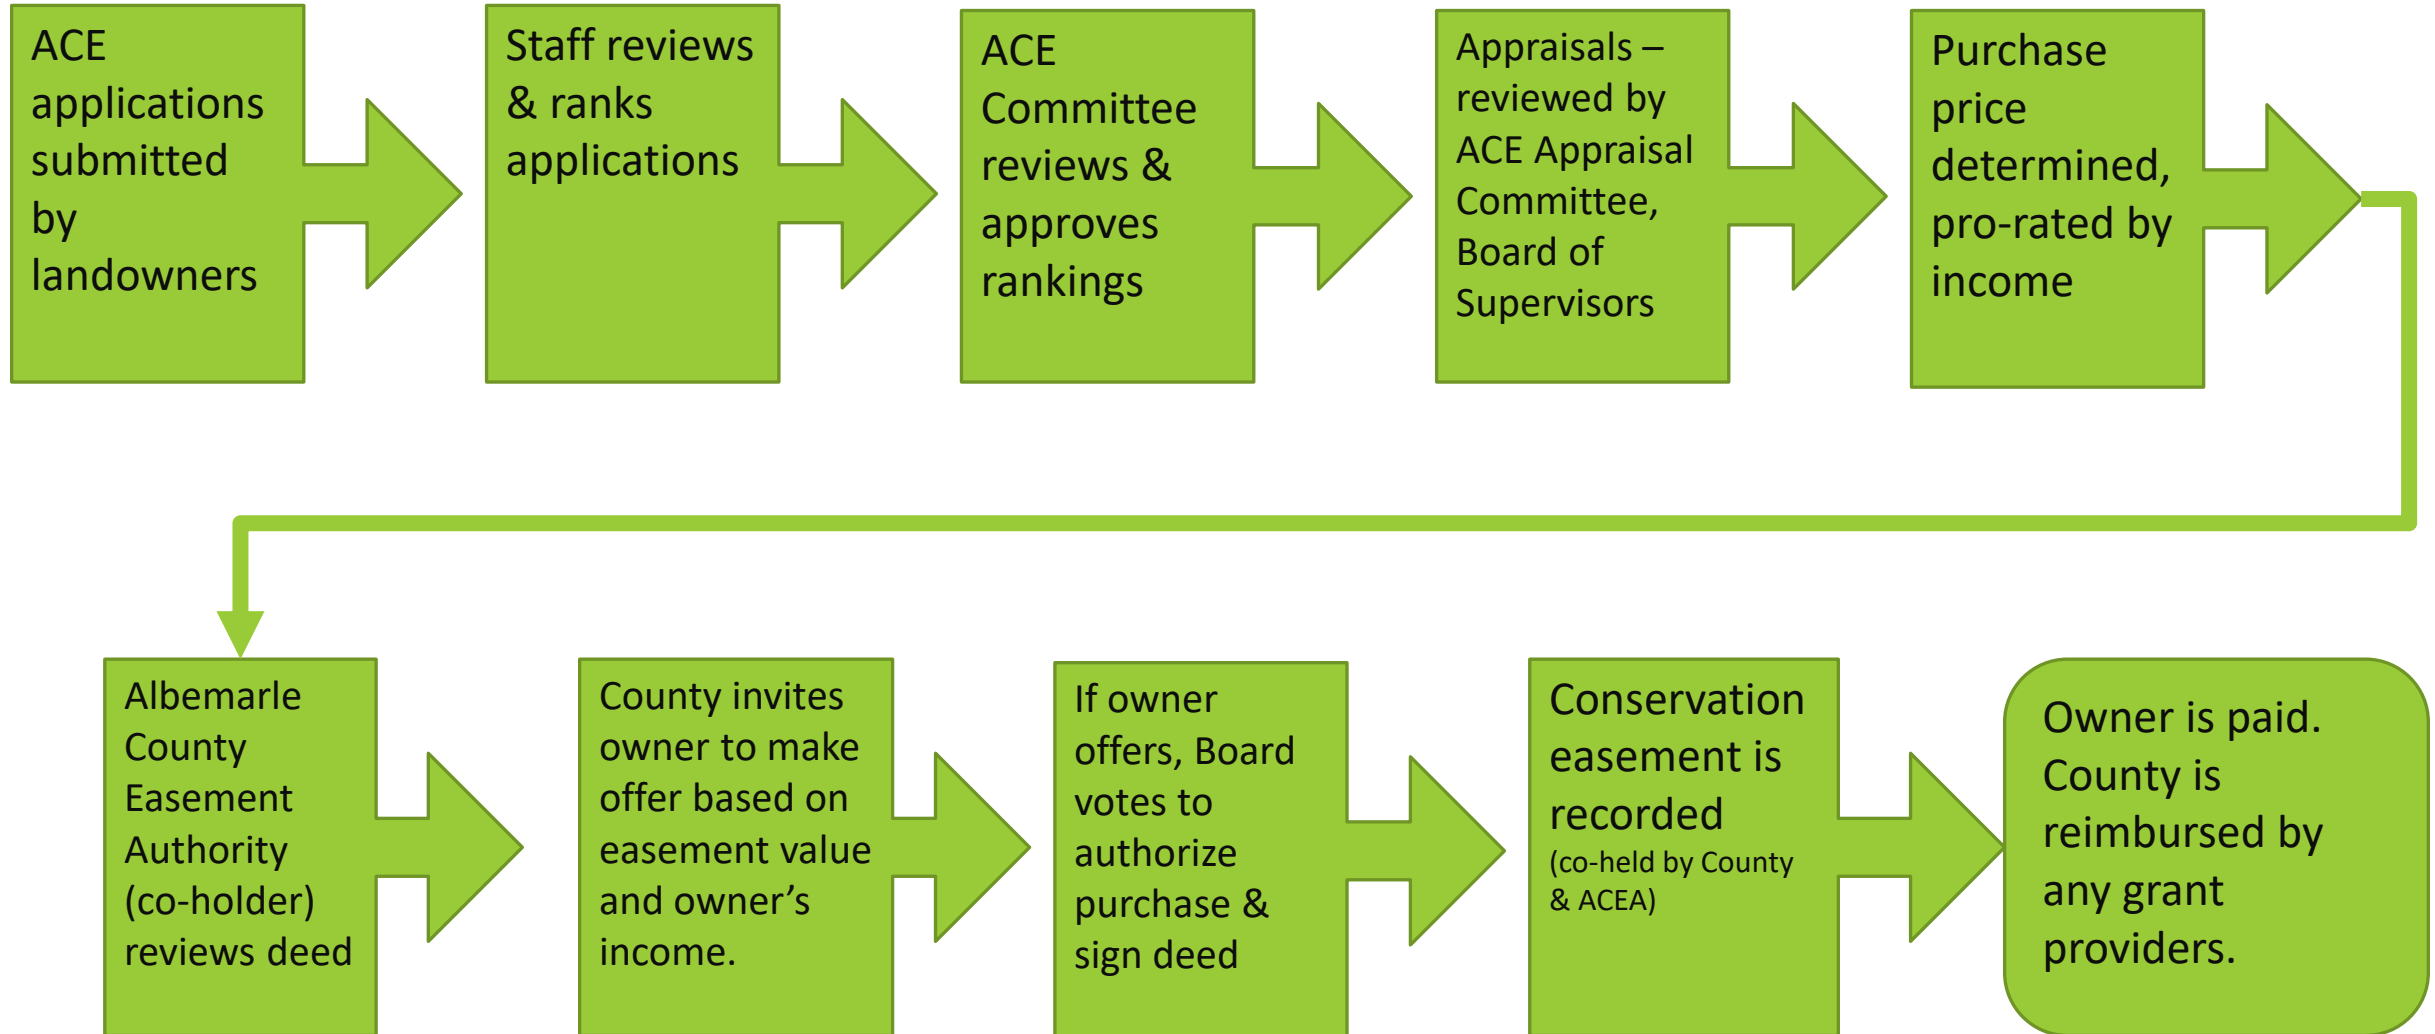 ACE
applications
submitted
by
landowners
Staff reviews
& ranks
applications
ACE
Committee
reviews &
approves
rankings
Appraisals –
reviewed by
ACE Appraisal
Committee,
Board of
Supervisors
Purchase
price
determined,
pro-rated by
income
Albemarle
County
Easement
Authority
(co-holder)
reviews deed
County invites
owner to make
offer based on
easement value
and owner’s
income.
If owner
offers, Board
votes to
authorize
purchase &
sign deed
Conservation
easement is
recorded
(co-held by County
& ACEA)
Owner is paid.
County is
reimbursed by
any grant
providers.